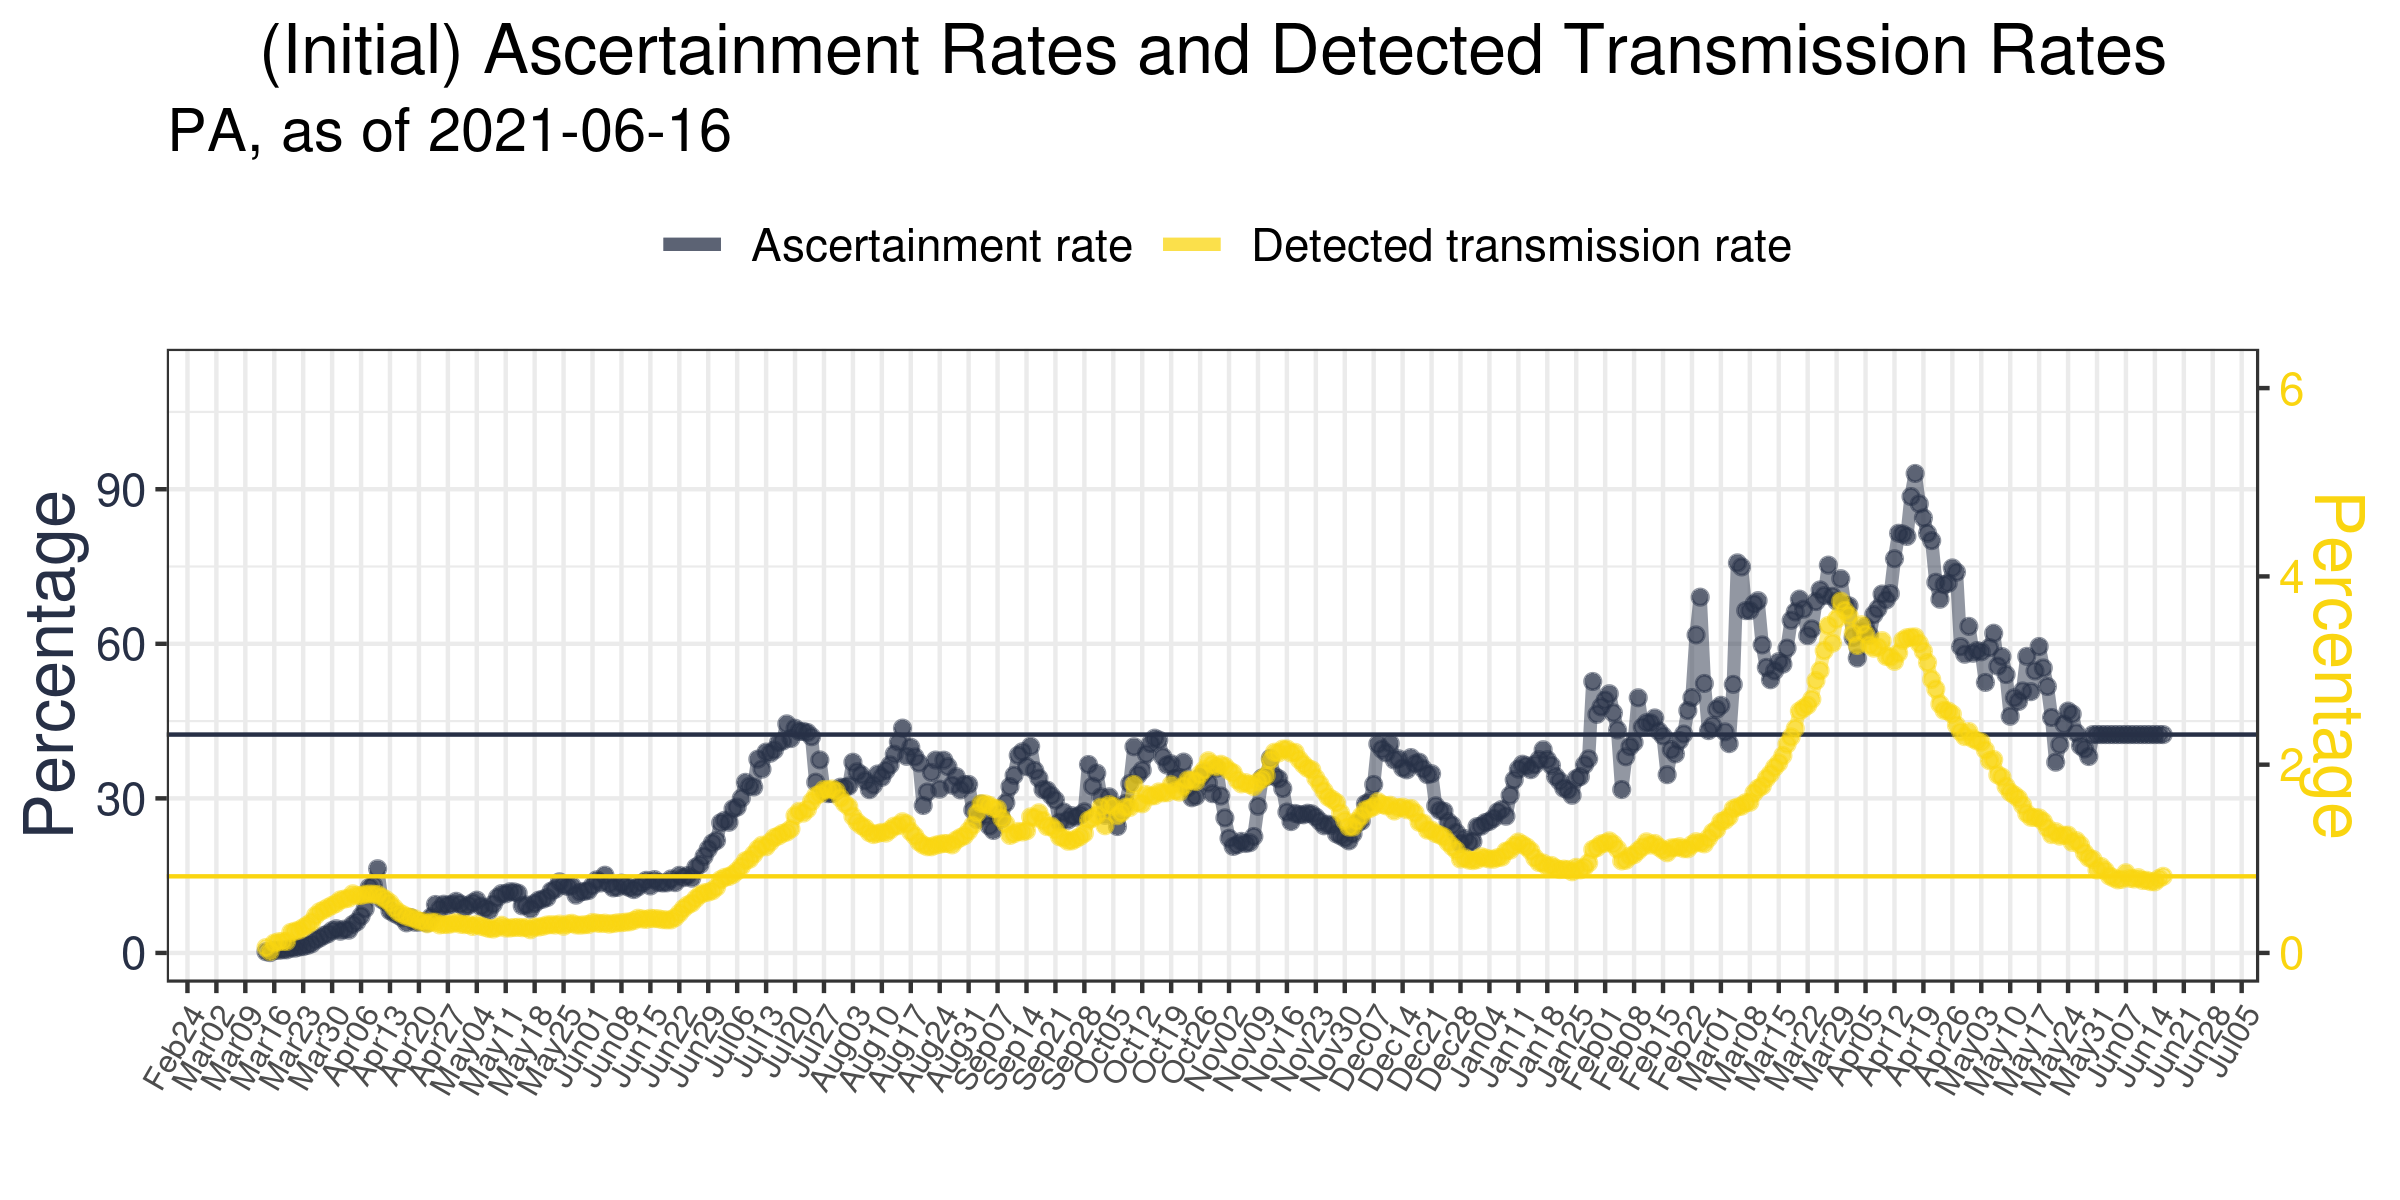 (Initial) Ascertainment Rates and Detected Transmission Rates
PA, as of 2021-06-16
Ascertainment rate
Detected transmission rate
Percentage
90
60
30
0
6
4
2
0
Percentage
Feb24
Mar02
Mar09
Mar16
Mar23
Mar30
Apr06
Apr13
Apr20
Apr27
May04
May11
May18
May25
Jun01
Jun08
Jun15
Jun22
Jun29
Jul06
Jul13
Jul20
Jul27
Aug03
Aug10
Aug17
Aug24
Aug31
Sep07
Sep14
Sep21
Sep28
Oct05
Oct12
Oct19
Oct26
Nov02
Nov09
Nov16
Nov23
Nov30
Dec07
Dec14
Dec21
Dec28
Jan04
Jan11
Jan18
Jan25
Feb01
Feb08
Feb15
Feb22
Mar01
Mar08
Mar15
Mar22
Mar29
Apr05
Apr12
Apr19
Apr26
May03
May10
May17
May24
May31
Jun07
Jun14
Jun21
Jun28
Jul05